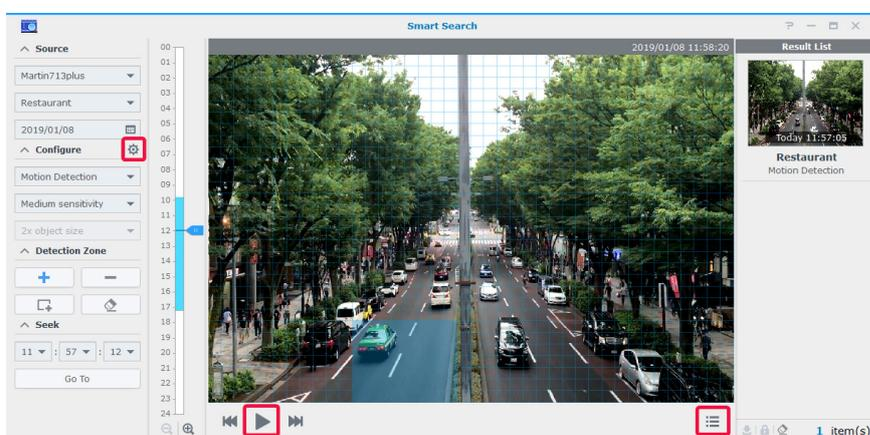 Smart Search
Source
Martin713plus
Restaurant
2019/01/08
Configure
Motion Detection
Medium sensitivity
2x object size
Detection Zone
Seek
11 : 57 : 12
Go To
00
01
02
03
04
05
06
07
08
09
10
11
12
13
14
15
16
17
18
19
20
21
22
23
24
2019/01/08 11:58:20
Result List
Today 11:57:05
Restaurant
Motion Detection
1 item(s)